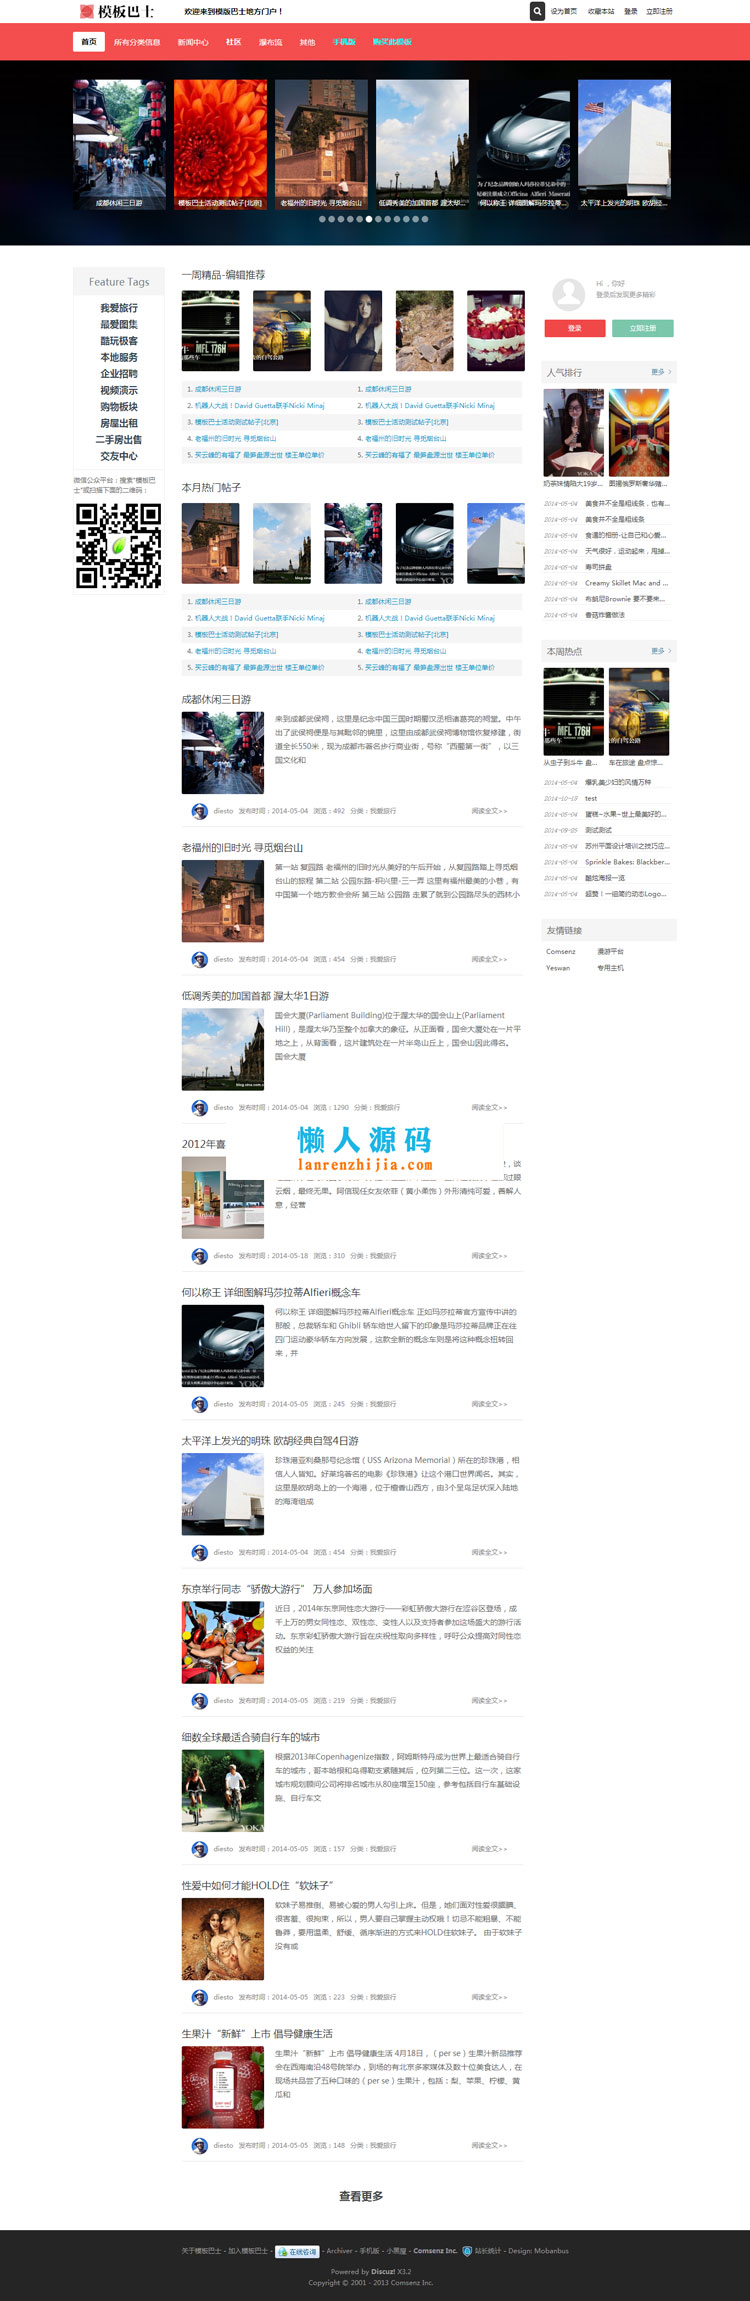 模板巴士
欢迎来到模版巴士地方门户！
设为首页 收藏本站 登录 立即注册
首页 所有分类信息 新闻中心 社区 瀑布流 其他 手机版 购买此模板
成都休闲三日游
模板巴士活动测试帖子[北京]
老福州的旧时光 寻觅烟台山
低调秀美的加国首都 渥太华...
何以称王 详细图解玛莎拉蒂...
太平洋上发光的明珠 欧胡经...
Feature Tags
我爱旅行
最爱图集
酷玩极客
本地服务
企业招聘
视频演示
购物板块
房屋出租
二手房出售
交友中心
微信公众平台：搜索“模板巴
士”或扫描下面的二维码：
一周精品-编辑推荐
1. 成都休闲三日游 1. 成都休闲三日游
2. 机器人大战！David Guetta联手Nicki Minaj 2. 机器人大战！David Guetta联手Nicki Minaj
3. 模板巴士活动测试帖子[北京] 3. 模板巴士活动测试帖子[北京]
4. 老福州的旧时光 寻觅烟台山 4. 老福州的旧时光 寻觅烟台山
5. 买云峰的有福了 最笋盘源出世 楼王单位单价 5. 买云峰的有福了 最笋盘源出世 楼王单位单价
本月热门帖子
1. 成都休闲三日游 1. 成都休闲三日游
2. 机器人大战！David Guetta联手Nicki Minaj 2. 机器人大战！David Guetta联手Nicki Minaj
3. 模板巴士活动测试帖子[北京] 3. 模板巴士活动测试帖子[北京]
4. 老福州的旧时光 寻觅烟台山 4. 老福州的旧时光 寻觅烟台山
5. 买云峰的有福了 最笋盘源出世 楼王单位单价 5. 买云峰的有福了 最笋盘源出世 楼王单位单价
成都休闲三日游
来到成都武侯祠，这里是纪念中国三国时期蜀汉丞相诸葛亮的祠堂。中午
出了武侯祠便是与其毗邻的锦里，这里由成都武侯祠博物馆恢复修建，街
道全长550米，现为成都市著名步行商业街，号称“西蜀第一街”，以三
国文化和
diesto 发布时间：2014-05-04 浏览：492 分类：我爱旅行 阅读全文>>
老福州的旧时光 寻觅烟台山
第一站 复园路 老福州的旧时光从美好的午后开始，从复园路踏上寻觅烟
台山的旅程 第二站 公园东路-积兴里-三一弄 这里有福州最美的小巷，有
中国第一个地方教会会所 第三站 公园路 走累了就到公园路尽头的西林小
diesto 发布时间：2014-05-04 浏览：454 分类：我爱旅行 阅读全文>>
低调秀美的加国首都 渥太华1日游
国会大厦(Parliament Building)位于渥太华的国会山上(Parliament
Hill)，是渥太华乃至整个加拿大的象征。从正面看，国会大厦处在一片平
地之上，从背面看，这片建筑处在一片半岛山丘上，国会山因此得名。
国会大厦
diesto 发布时间：2014-05-04 浏览：1290 分类：我爱旅行 阅读全文>>
懒人源码
lanrenzhijia.com
2012年喜
云烟，最终无果。阿信现任女友依菲（黄小柔饰）外形清纯可爱，善解人
意，经营
diesto 发布时间：2014-05-18 浏览：310 分类：我爱旅行 阅读全文>>
何以称王 详细图解玛莎拉蒂Alfieri概念车
何以称王 详细图解玛莎拉蒂Alfieri概念车 正如玛莎拉蒂官方宣传中讲的
那般，总裁轿车和 Ghibli 轿车给世人留下的印象是玛莎拉蒂品牌正在往
四门运动豪华轿车方向发展，这款全新的概念车则是将这种概念扭转回
来，并
diesto 发布时间：2014-05-05 浏览：245 分类：我爱旅行 阅读全文>>
太平洋上发光的明珠 欧胡经典自驾4日游
珍珠港亚利桑那号纪念馆（USS Arizona Memorial）所在的珍珠港，相
信人人皆知。好莱坞著名的电影《珍珠港》让这个港口世界闻名。其实，
这里是欧胡岛上的一个海港，位于檀香山西方，由3个呈鸟足状深入陆地
的海湾组成
diesto 发布时间：2014-05-04 浏览：454 分类：我爱旅行 阅读全文>>
东京举行同志“骄傲大游行” 万人参加场面
近日，2014年东京同性恋大游行——彩虹骄傲大游行在涩谷区登场，成
千上万的男女同性恋、双性恋、变性人以及支持者参加这场盛大的游行活
动。东京彩虹骄傲大游行旨在庆祝性取向多样性，呼吁公众提高对同性恋
权益的关注
diesto 发布时间：2014-05-05 浏览：219 分类：我爱旅行 阅读全文>>
细数全球最适合骑自行车的城市
根据2013年Copenhagenize指数，阿姆斯特丹成为世界上最适合骑自行
车的城市，哥本哈根和乌得勒支紧随其后，位列第二三位。这一次，这家
城市规划顾问公司将排名城市从80座增至150座，参考包括自行车基础设
施、自行车文
diesto 发布时间：2014-05-05 浏览：157 分类：我爱旅行 阅读全文>>
性爱中如何才能HOLD住“软妹子”
软妹子易推倒、易被心爱的男人勾引上床。但是，她们面对性爱很腼腆、
很害羞、很拘束，所以，男人要自己掌握主动权哦！切忌不能粗暴、不能
鲁莽，要用温柔、舒缓、循序渐进的方式来HOLD住软妹子。 由于软妹子
没有或
diesto 发布时间：2014-05-05 浏览：223 分类：我爱旅行 阅读全文>>
生果汁“新鲜”上市 倡导健康生活
生果汁“新鲜”上市 倡导健康生活 4月18日，（per se）生果汁新品推荐
会在西海南沿48号院举办，到场的有北京多家媒体及数十位美食达人，在
现场共品尝了五种口味的（per se）生果汁，包括：梨、苹果、柠檬、黄
瓜和
diesto 发布时间：2014-05-05 浏览：148 分类：我爱旅行 阅读全文>>
查看更多
Hi ，你好
登录后发现更多精彩
登录 立即注册
人气排行 更多 >
奶茶妹情陷大19岁... 图揭俄罗斯奢华赌...
2014-05-04 美食并不全是粗线条，也有...
2014-05-04 美食并不全是粗线条
2014-05-04 食遇的相册-让自己和心爱...
2014-05-04 天气很好，运动起来，甩掉...
2014-05-04 寿司拼盘
2014-05-04 Creamy Skillet Mac and ...
2014-05-04 布朗尼Brownie 要不要来...
2014-05-04 香菇炸酱做法
本周热点 更多 >
从虫子到斗牛 盘... 车在旅途 盘点惊...
2014-05-04 爆乳美少妇的风情万种
2014-10-15 test
2014-05-04 蛋糕~水果~世上最美好的...
2014-09-25 测试测试
2014-05-04 苏州平面设计培训之技巧应...
2014-05-04 Sprinkle Bakes: Blackber...
2014-05-04 酷炫海报一览
2014-05-04 超赞！一组简约动态Logo...
友情链接
Comsenz 漫游平台
Yeswan 专用主机
关于模板巴士 - 加入模板巴士 - 在线咨询 - Archiver - 手机版 - 小黑屋 - Comsenz Inc. 站长统计 - Design: Mobanbus
Powered by Discuz! X3.2
Copyright © 2001 - 2013 Comsenz Inc.